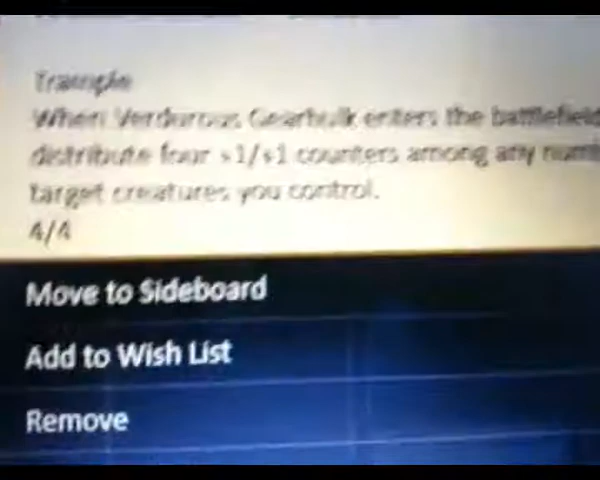 Trample
When Verdurous Gearhulk enters the battlefield
distribute four +1/+1 counters among any
target creatures you control.
4/4
Move to Sideboard
Add to Wish List
Remove